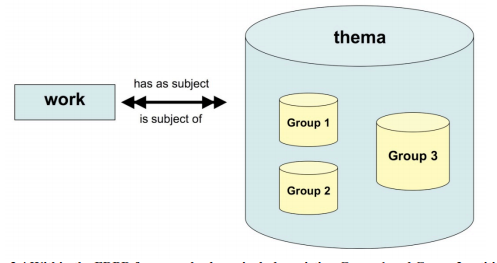 thema
work
has as subject
is subject of
Group 1
Group 2
Group 3